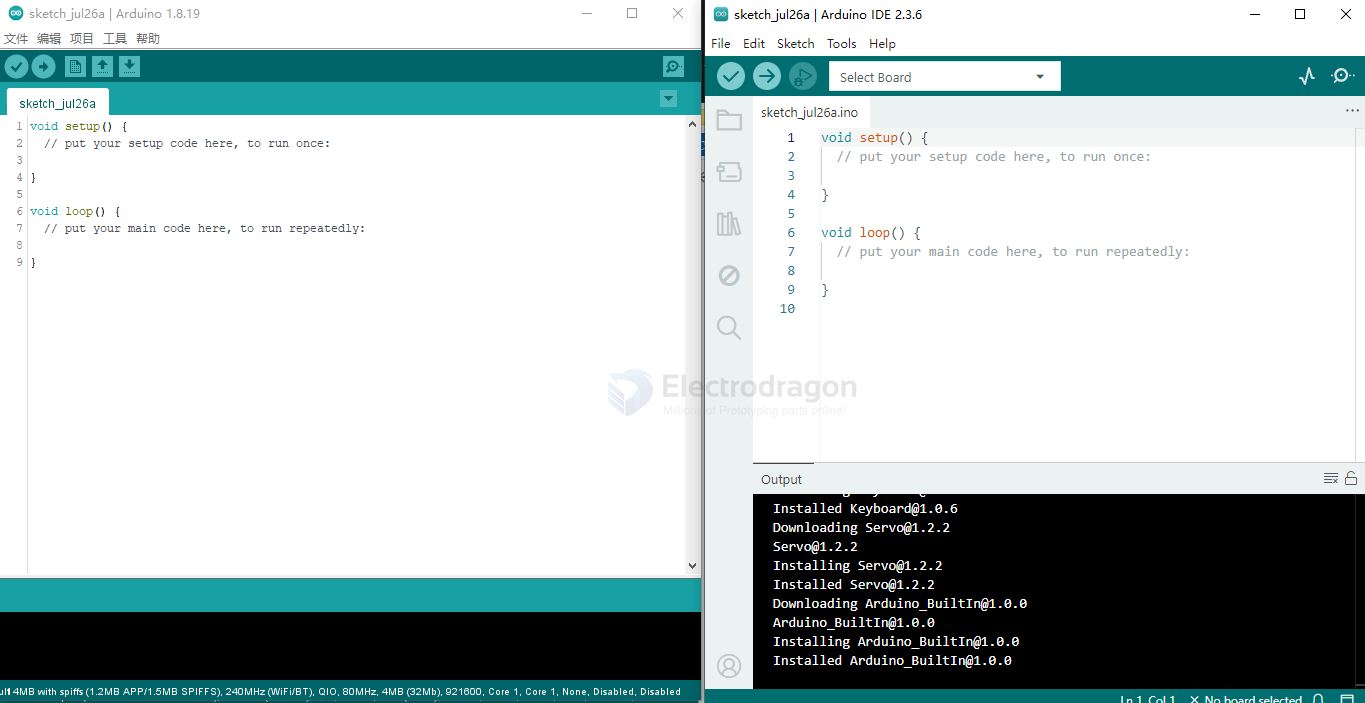 sketch_jul26a | Arduino 1.8.19
文件 编辑 项目 工具 帮助
sketch_jul26a
1 void setup() {
2 // put your setup code here, to run once:
3
4 }
5
6 void loop() {
7 // put your main code here, to run repeatedly:
8
9 }
4MB with spiffs (1.2MB APP/1.5MB SPIFFS), 240MHz (WiFi/BT), QIO, 80MHz, 4MB (32Mb), 921600, Core 1, Core 1, None, Disabled, Disabled
sketch_jul26a | Arduino IDE 2.3.6
File Edit Sketch Tools Help
Select Board
sketch_jul26a.ino
1 void setup() {
2 // put your setup code here, to run once:
3
4 }
5
6 void loop() {
7 // put your main code here, to run repeatedly:
8
9 }
10
Electrodragon
Millions of Prototyping parts online!
Output
Installed Keyboard@1.0.6
Downloading Servo@1.2.2
Servo@1.2.2
Installing Servo@1.2.2
Installed Servo@1.2.2
Downloading Arduino_BuiltIn@1.0.0
Arduino_BuiltIn@1.0.0
Installing Arduino_BuiltIn@1.0.0
Installed Arduino_BuiltIn@1.0.0
Ln 1, Col 1 No board selected